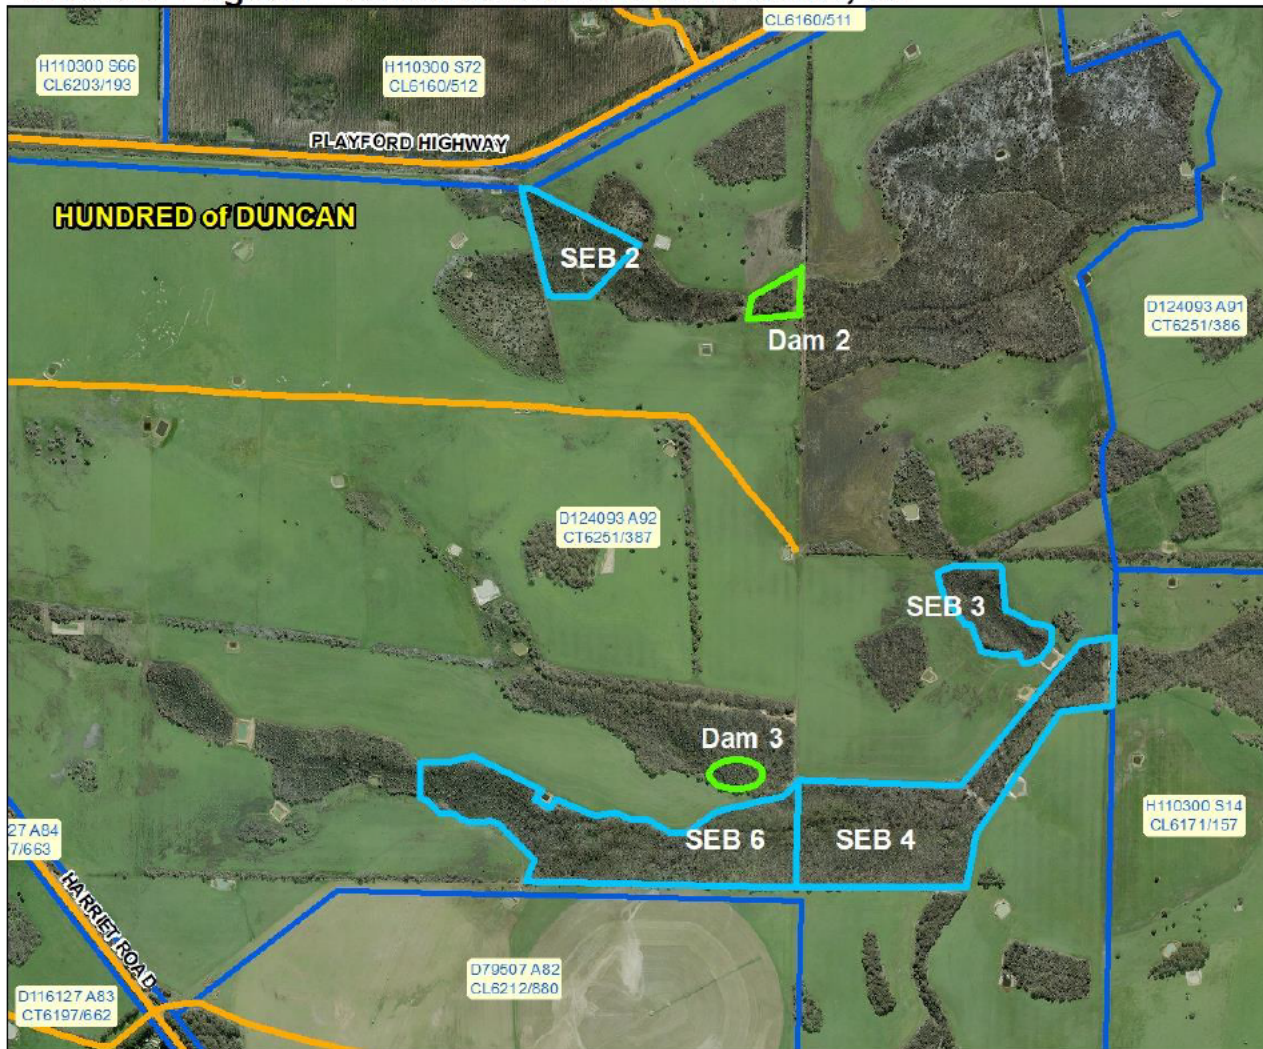 CL6160/511
H110300 S66
CL6203/193
H110300 S72
CL6160/512
PLAYFORD HIGHWAY
HUNDRED of DUNCAN
SEB 2
D124093 A91
CT6251/386
Dam 2
D124093 A92
CT6251/387
SEB 3
Dam 3
H110300 S14
CL6171/157
27 A84
7/663
SEB 6
SEB 4
HARRIET ROAD
D79507 A82
CL6212/880
D116127 A83
CT6197/662